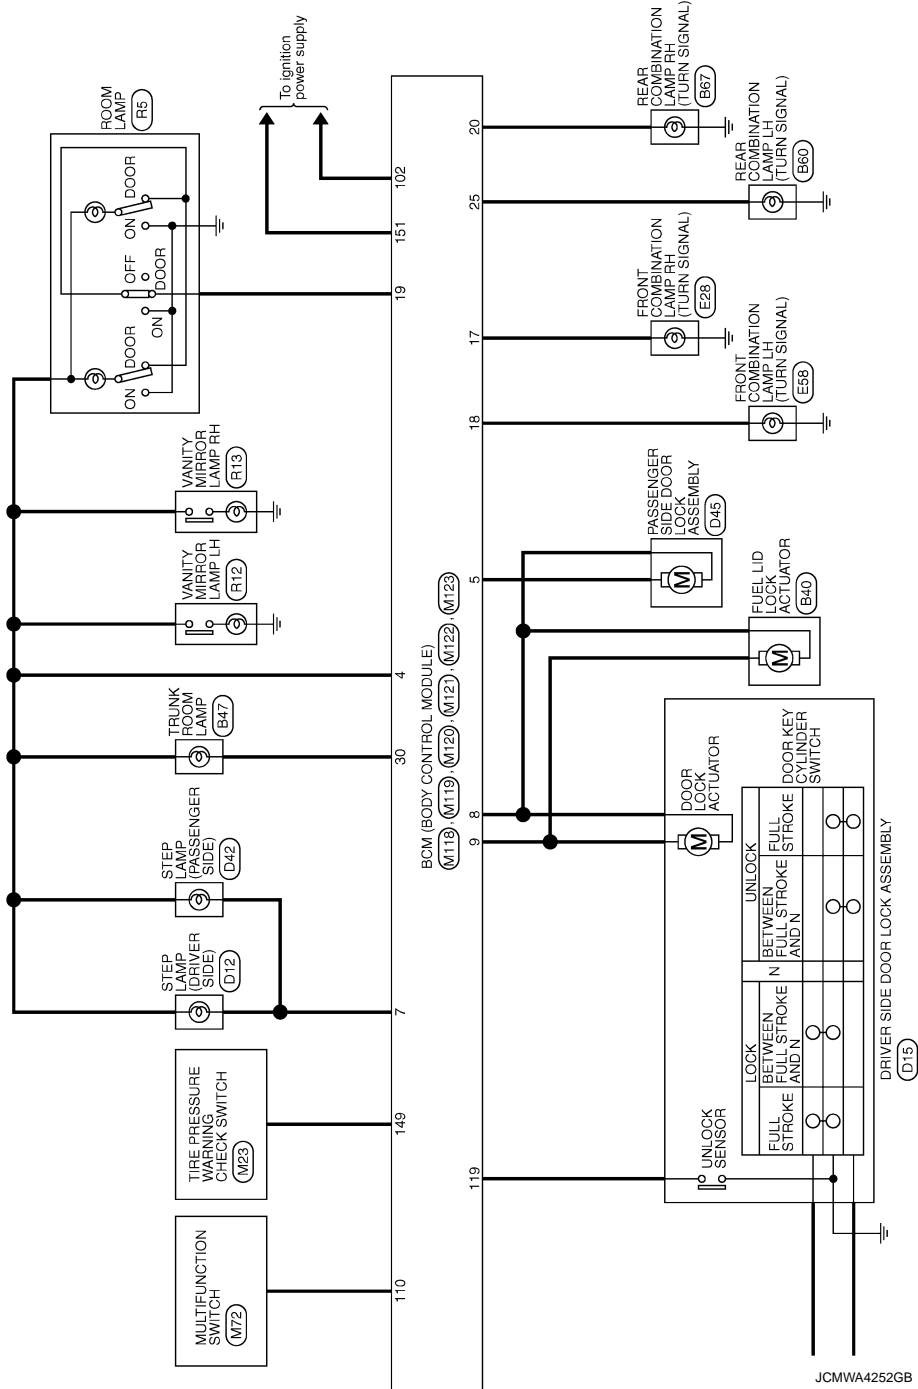 MULTIFUNCTION
SWITCH
M72
110
TIRE PRESSURE
WARNING
CHECK SWITCH
M23
149
STEP
LAMP
(DRIVER
SIDE)
D12
7
STEP
LAMP
(PASSENGER
SIDE)
D42
TRUNK
ROOM
LAMP
B47
30
4
VANITY
MIRROR
LAMP LH
R12
VANITY
MIRROR
LAMP RH
R13
ROOM
LAMP
R5
ON
DOOR
ON
OFF
DOOR
ON
DOOR
19
151
102
To ignition
power supply
BCM (BODY CONTROL MODULE)
M118 , M119 , M120 , M121 , M122 , M123
119
9
8
5
18
17
25
20
UNLOCK
SENSOR
DOOR
LOCK
ACTUATOR
M
LOCK
N
UNLOCK
FULL
STROKE
BETWEEN
FULL STROKE
AND N
BETWEEN
FULL STROKE
AND N
FULL
STROKE
DOOR KEY
CYLINDER
SWITCH
DRIVER SIDE DOOR LOCK ASSEMBLY
D15
FUEL LID
LOCK
ACTUATOR
B40
M
PASSENGER
SIDE DOOR
LOCK
ASSEMBLY
D45
M
FRONT
COMBINATION
LAMP LH
(TURN SIGNAL)
E58
FRONT
COMBINATION
LAMP RH
(TURN SIGNAL)
E28
REAR
COMBINATION
LAMP LH
(TURN SIGNAL)
B60
REAR
COMBINATION
LAMP RH
(TURN SIGNAL)
B67
JCMWA4252GB